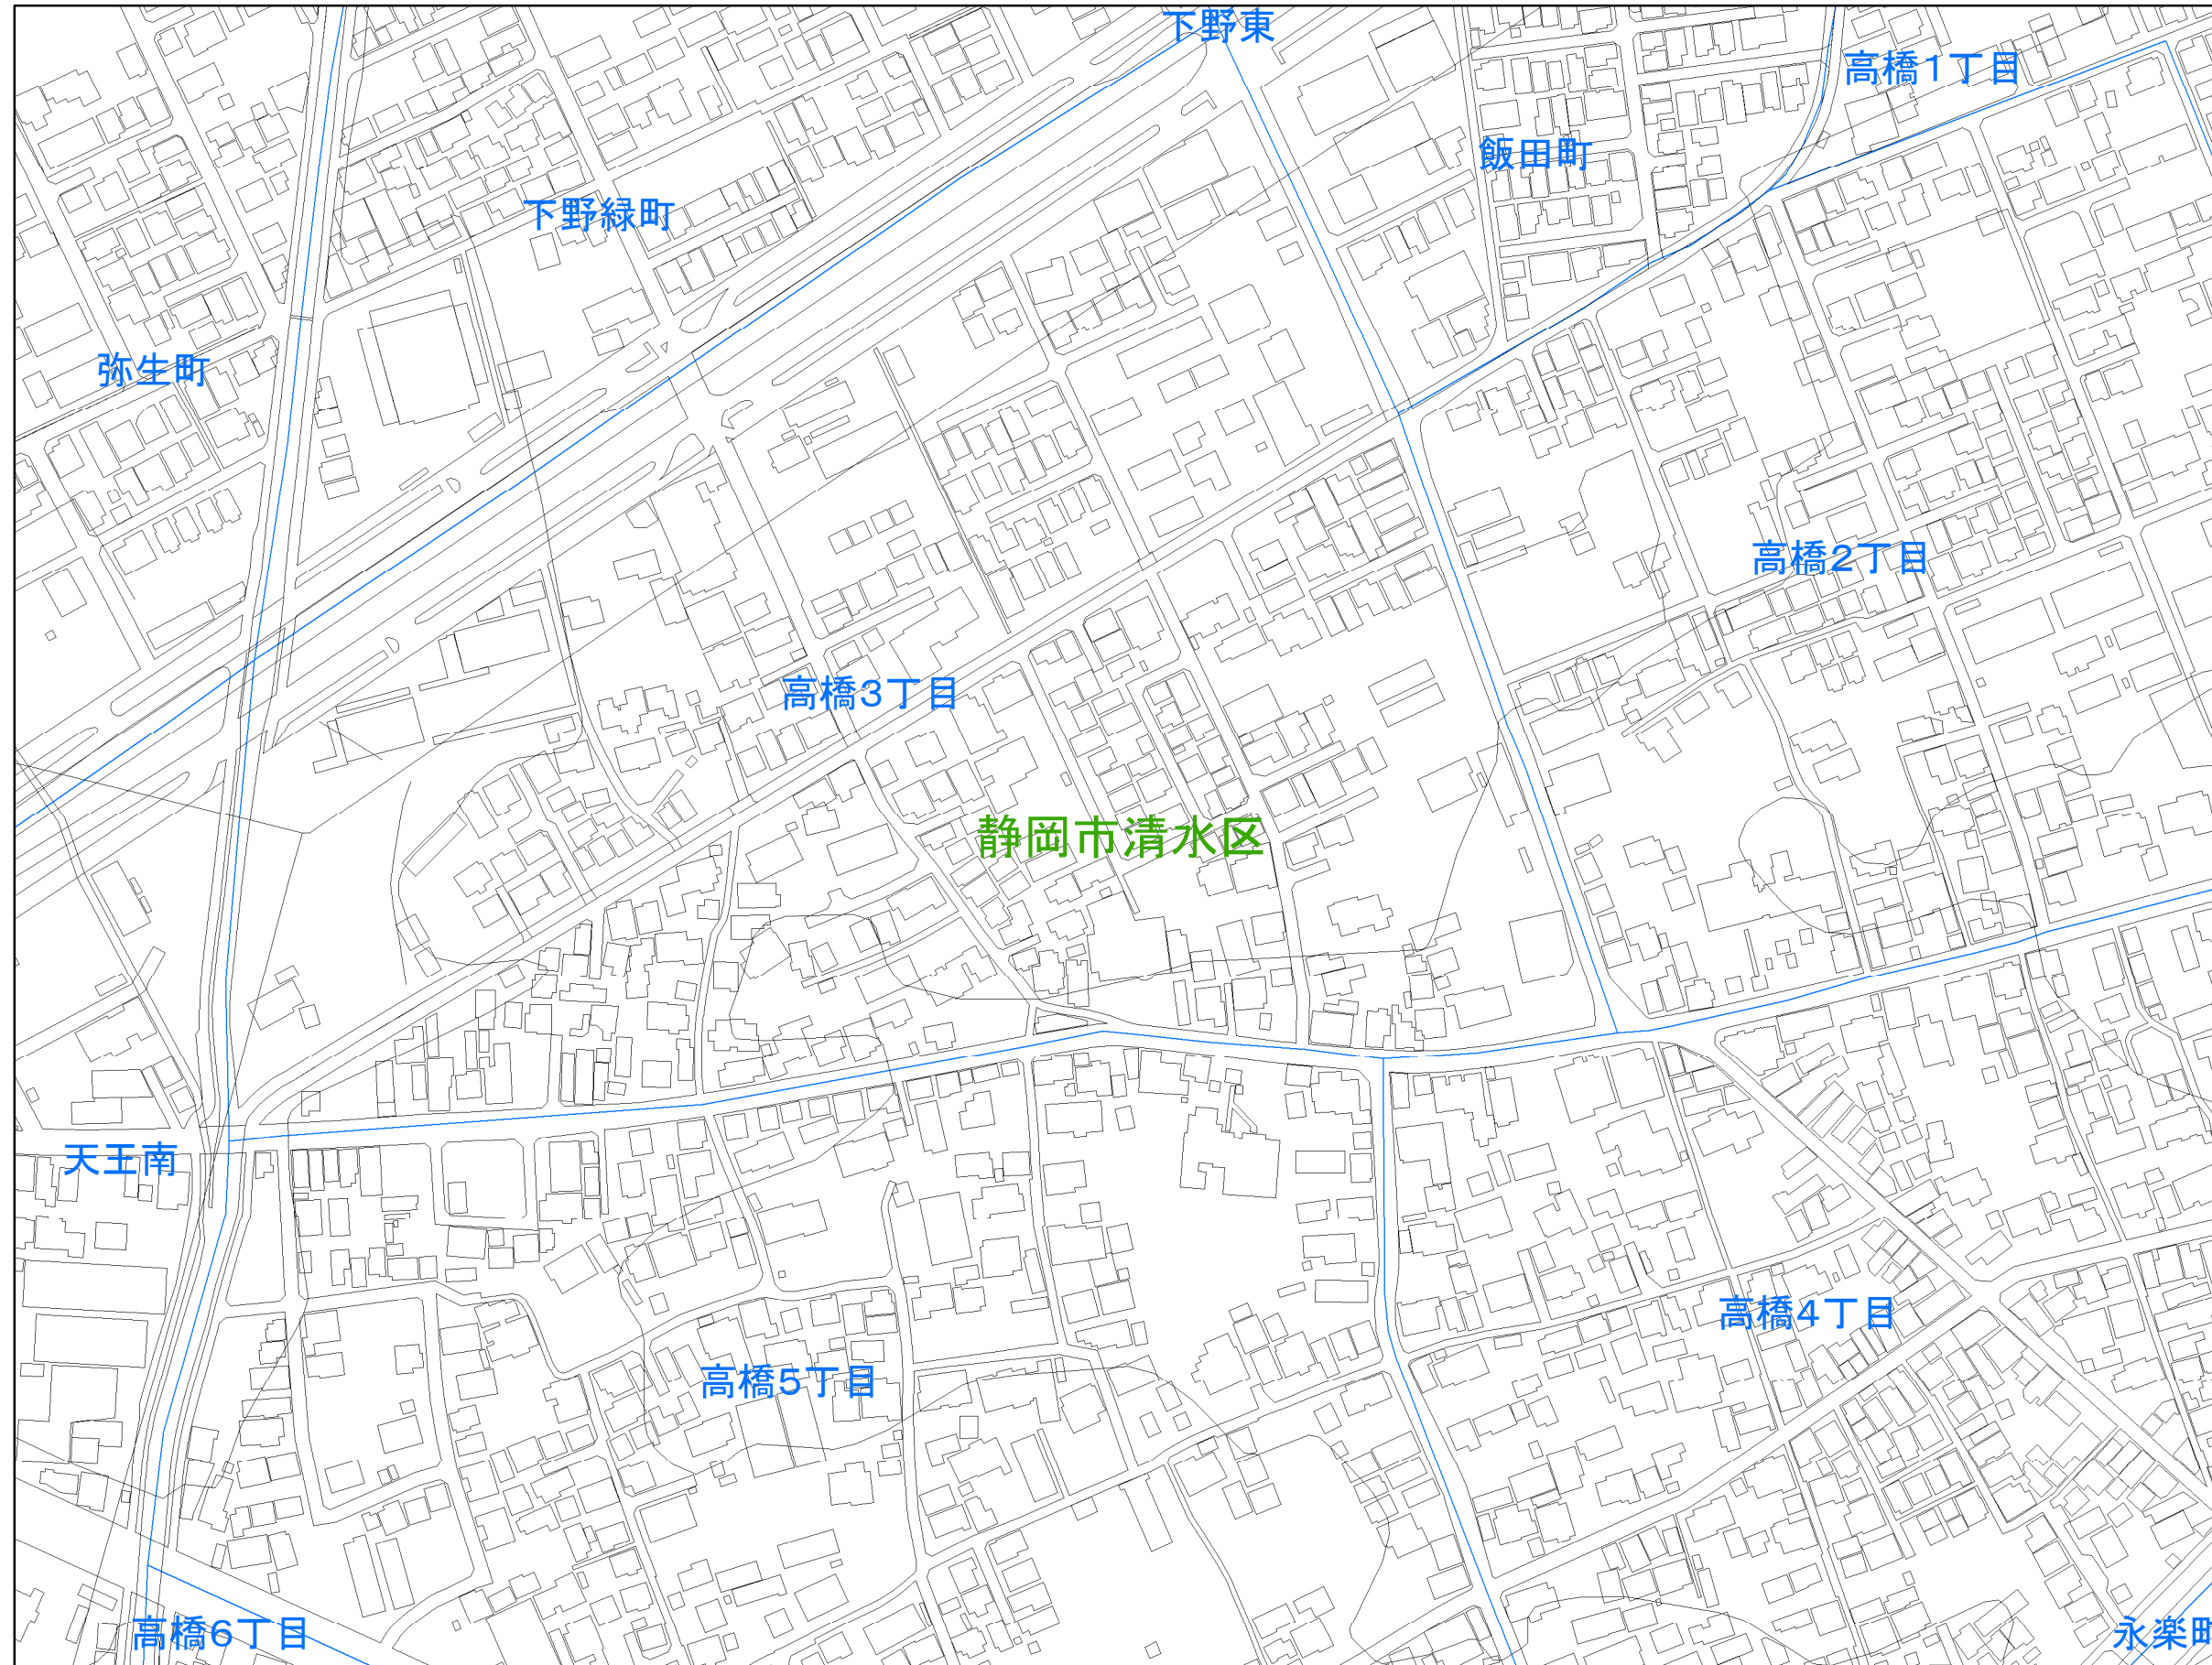 下野東
高橋1丁目
飯田町
下野緑町
弥生町
高橋2丁目
高橋3丁目
静岡市清水区
天王南
高橋4丁目
高橋5丁目
高橋6丁目
永楽町